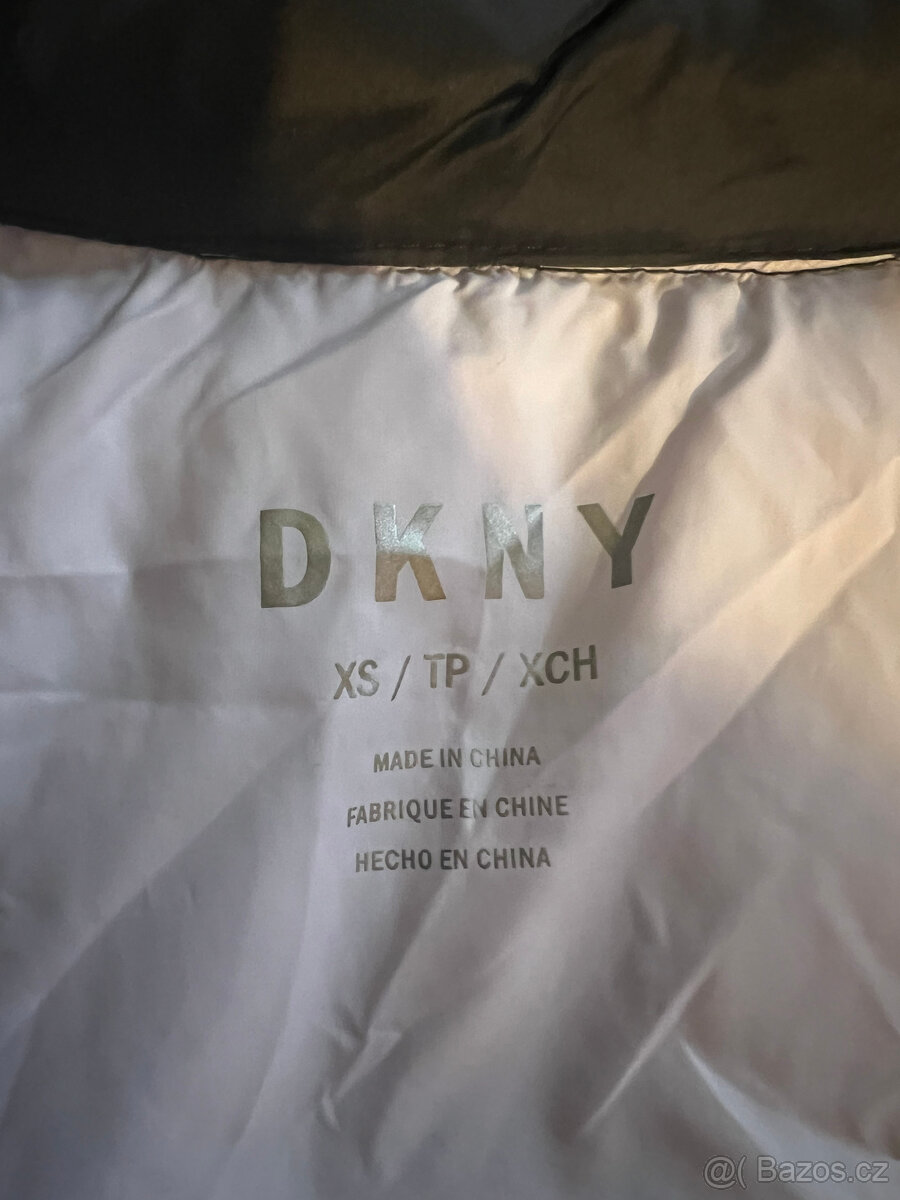 DKNY
XS / TP / XCH
MADE IN CHINA
FABRIQUE EN CHINE
HECHO EN CHINA
@( Bazos.cz